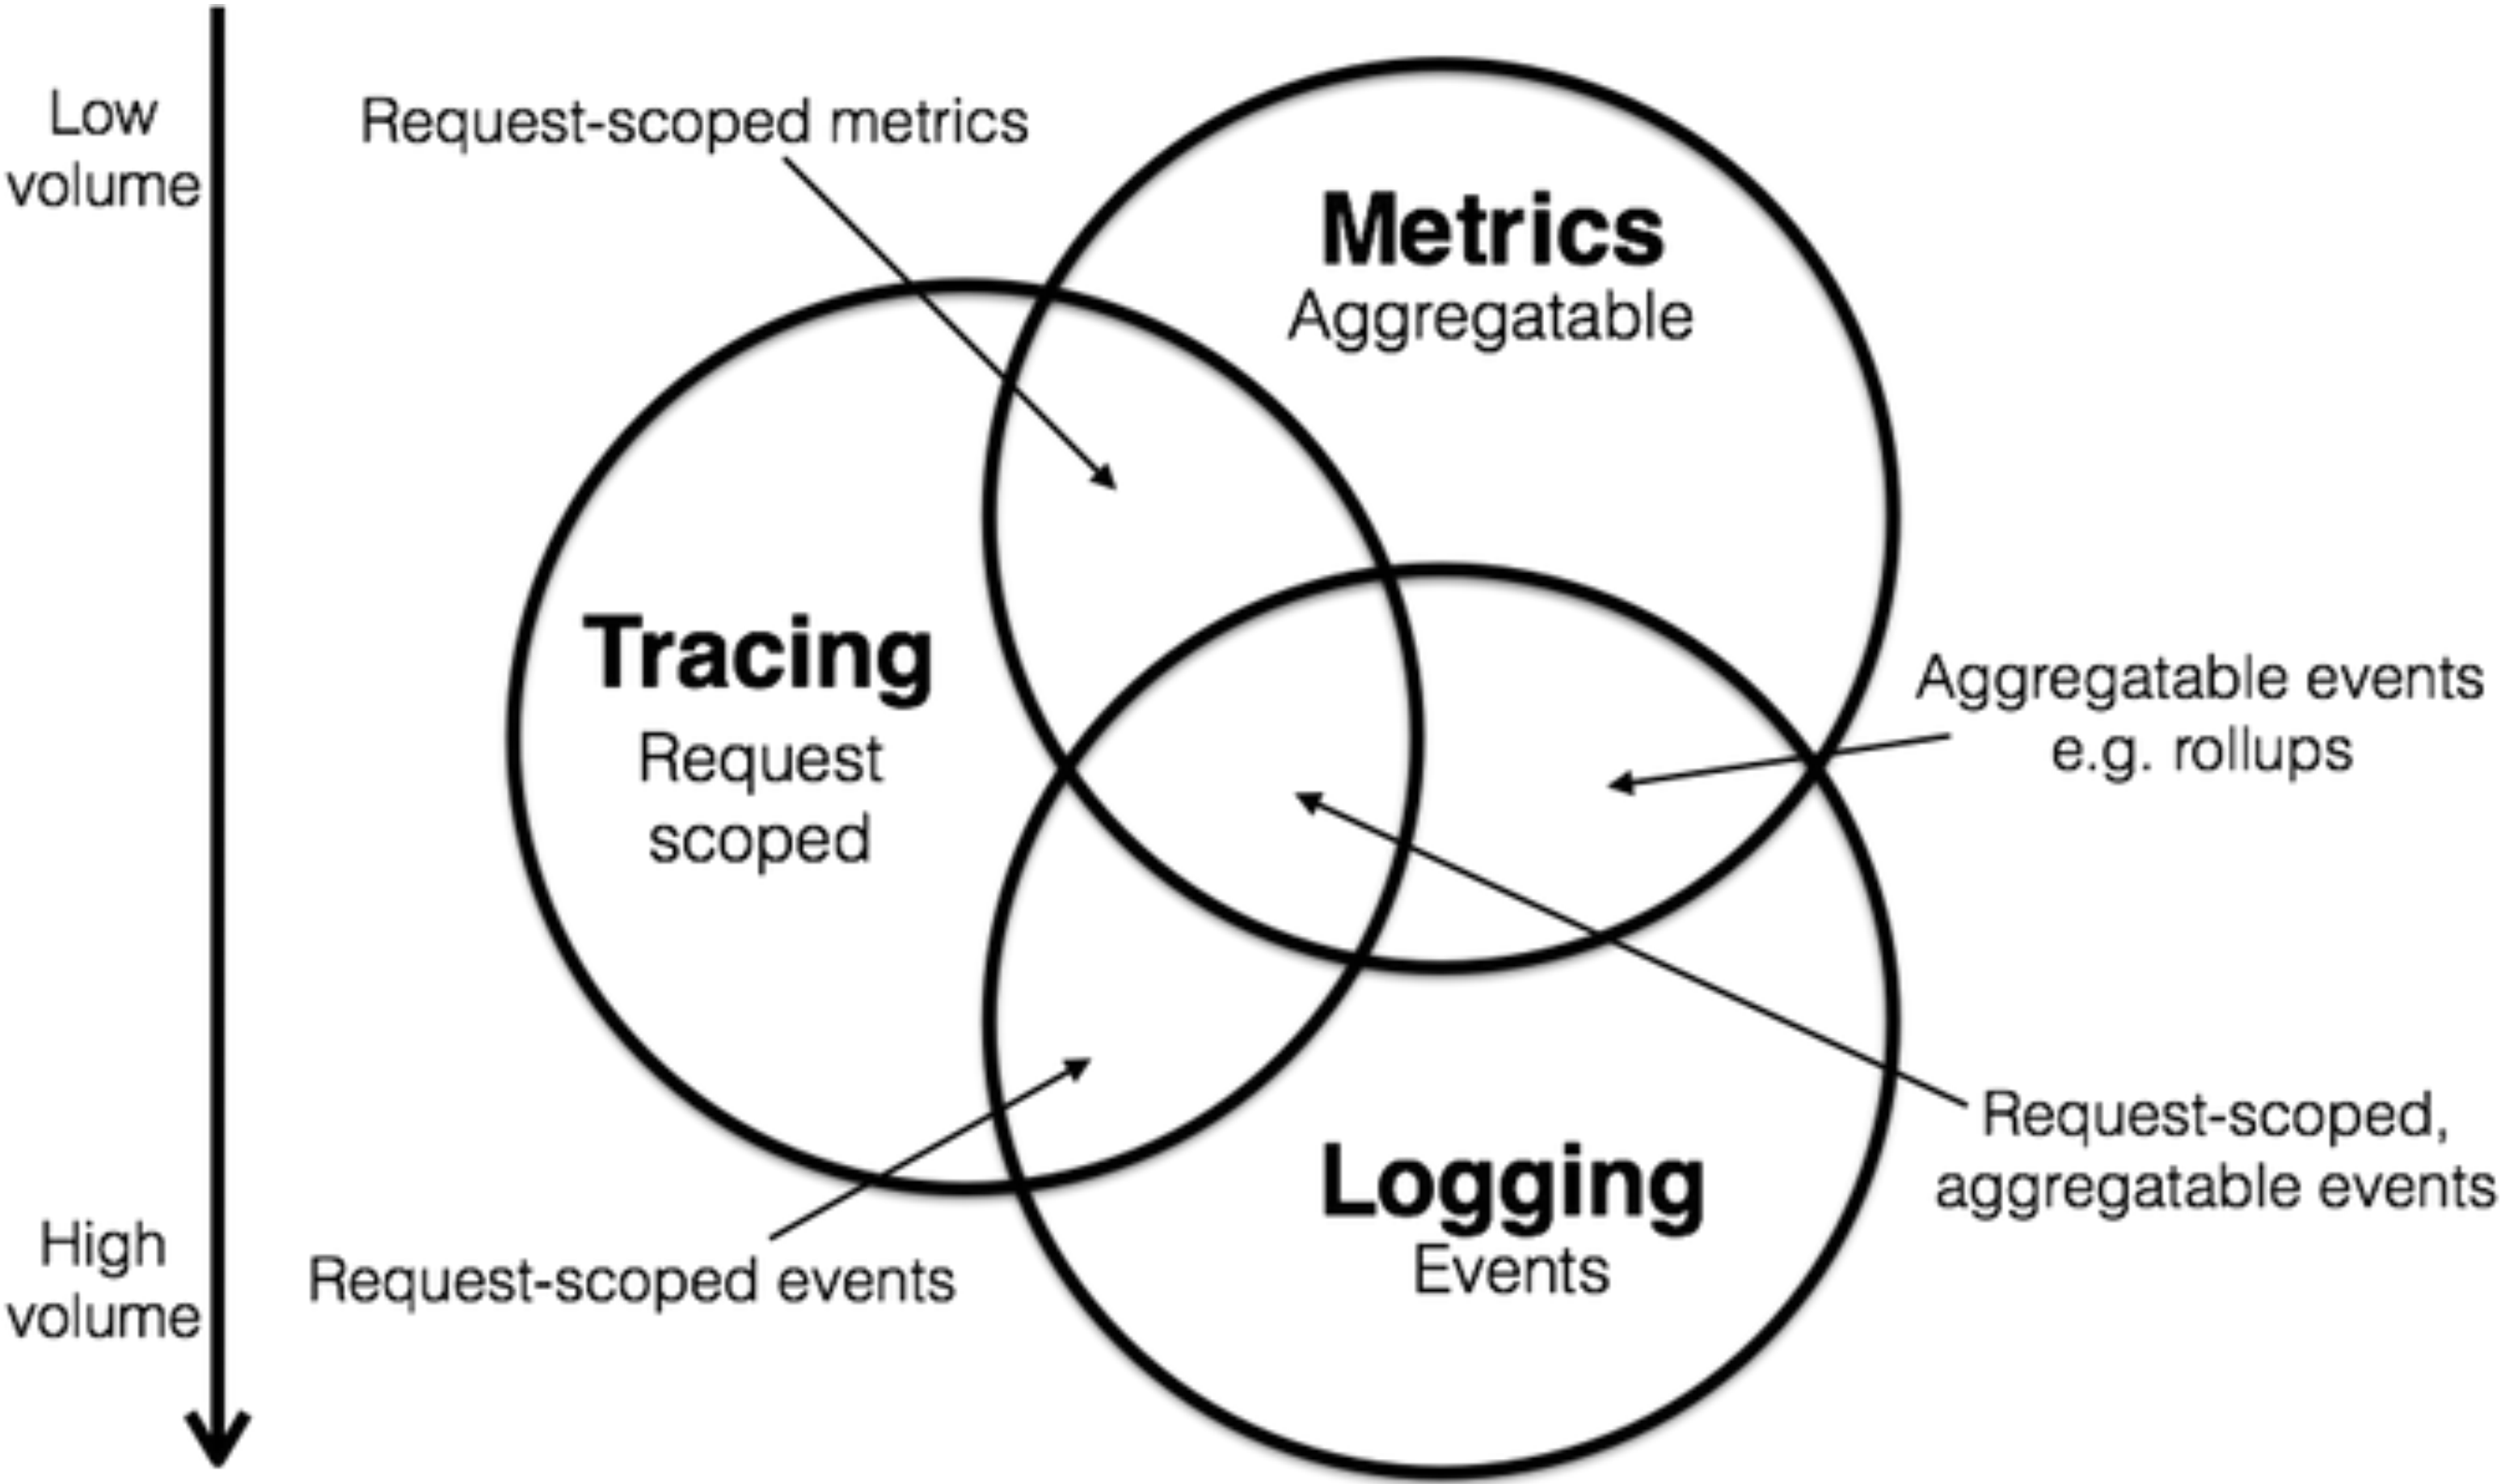 Low
volume
Request-scoped metrics
Metrics
Aggregatable
Tracing
Request
scoped
Aggregatable events
e.g. rollups
Request-scoped,
aggregatable events
Logging
Events
High
volume
Request-scoped events